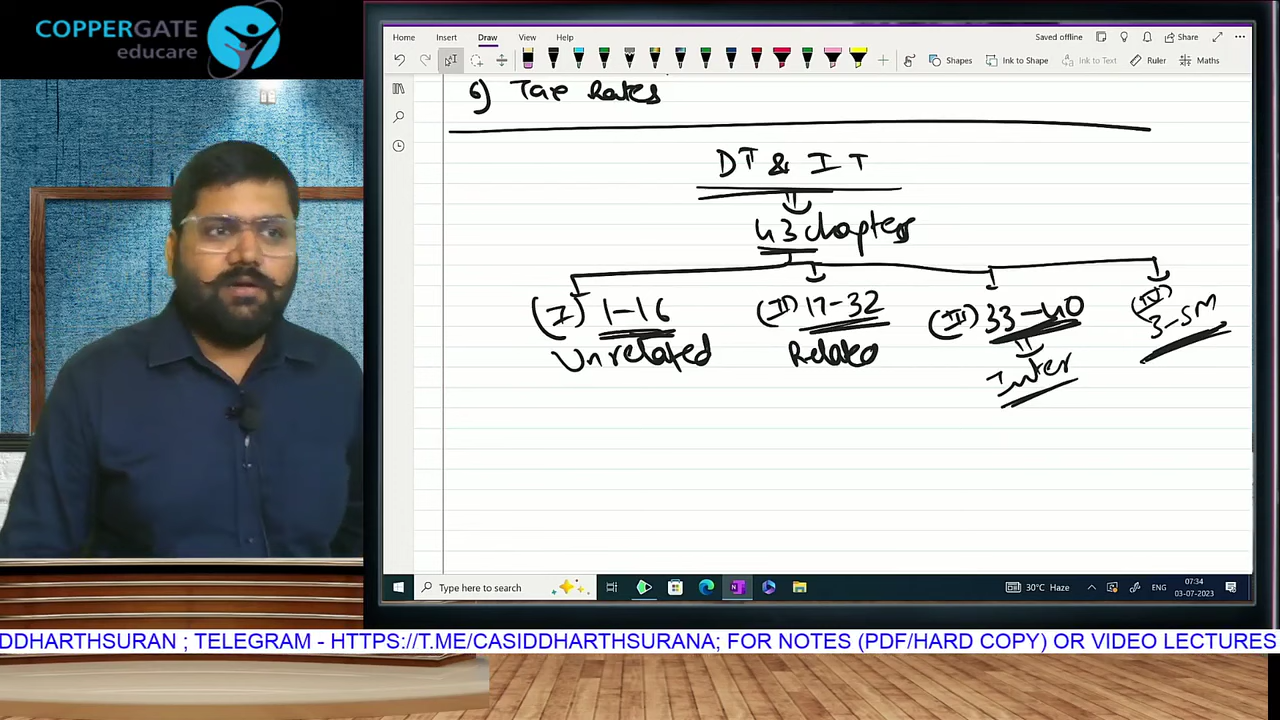 COPPERGATE
educare
Home Insert Draw View Help
Saved offline
Share
Shapes
Ink to Shape
Ink to Text
Ruler
Maths
6) Tax Rates
DT & IT
43 chapters
(I) 1-16
(II) 17-32
(III) 33-40
(IV) 3-SM
Unrelated
Related
Inter
Type here to search
30°C Haze
ENG
07:34
03-07-2023
DDHARTHSURAN ; TELEGRAM - HTTPS://T.ME/CASIDDHARTHSURANA; FOR NOTES (PDF/HARD COPY) OR VIDEO LECTURES